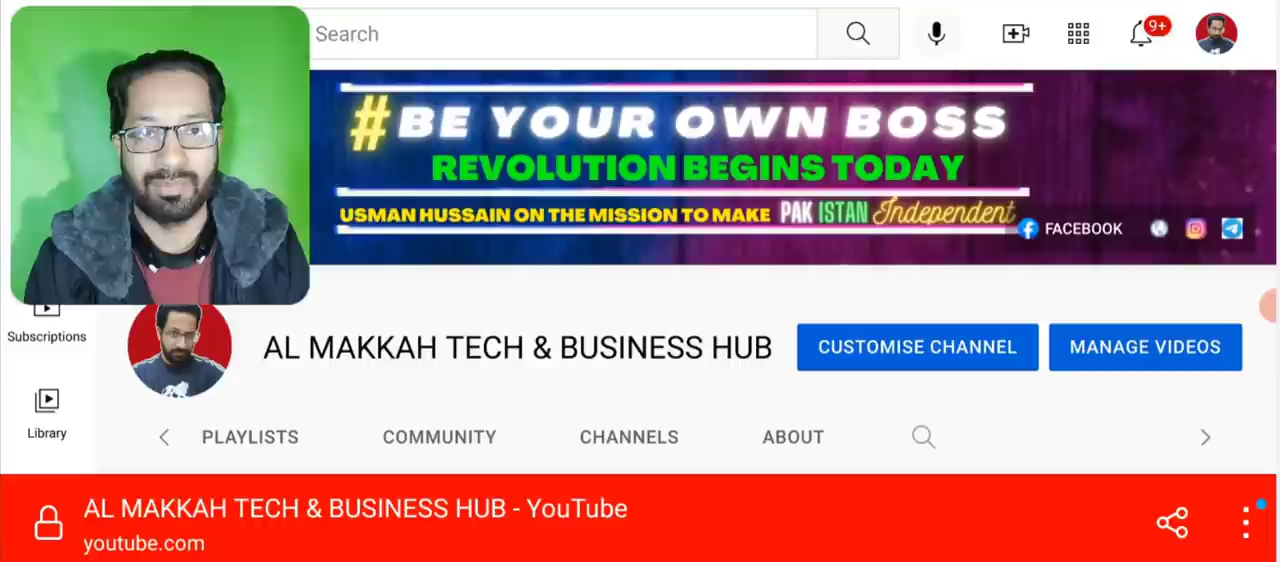 Search
9+
#BE YOUR OWN BOSS
REVOLUTION BEGINS TODAY
USMAN HUSSAIN ON THE MISSION TO MAKE PAK ISTAN Independent
FACEBOOK
Subscriptions
AL MAKKAH TECH & BUSINESS HUB
CUSTOMISE CHANNEL
MANAGE VIDEOS
Library
PLAYLISTS
COMMUNITY
CHANNELS
ABOUT
AL MAKKAH TECH & BUSINESS HUB - YouTube
youtube.com